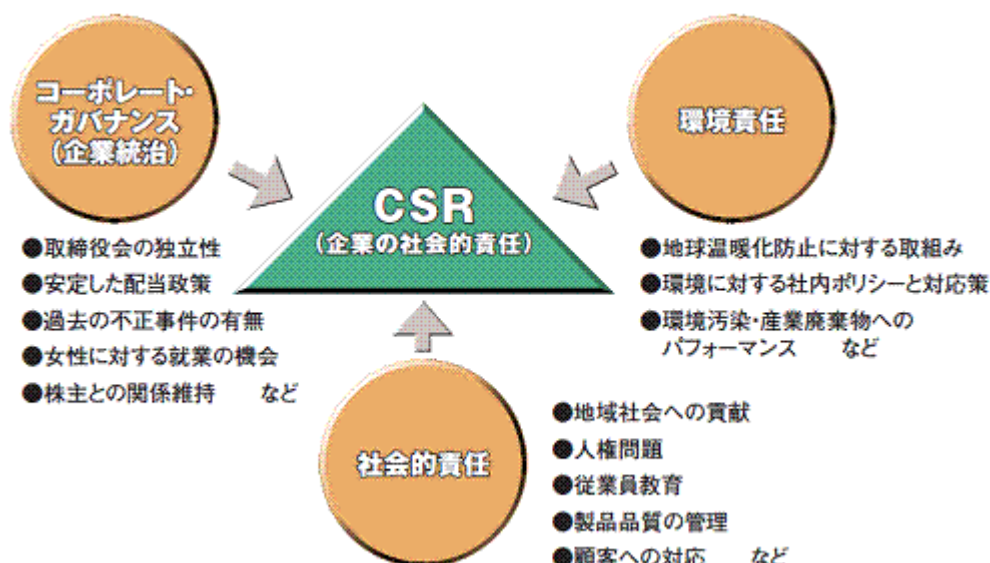 コーポレート・
ガバナンス
（企業統治）
●取締役会の独立性
●安定した配当政策
●過去の不正事件の有無
●女性に対する就業の機会
●株主との関係維持　など
CSR
（企業の社会的責任）
環境責任
●地球温暖化防止に対する取組み
●環境に対する社内ポリシーと対応策
●環境汚染・産業廃棄物への
パフォーマンス　など
社会的責任
●地域社会への貢献
●人権問題
●従業員教育
●製品品質の管理
●顧客への対応　など